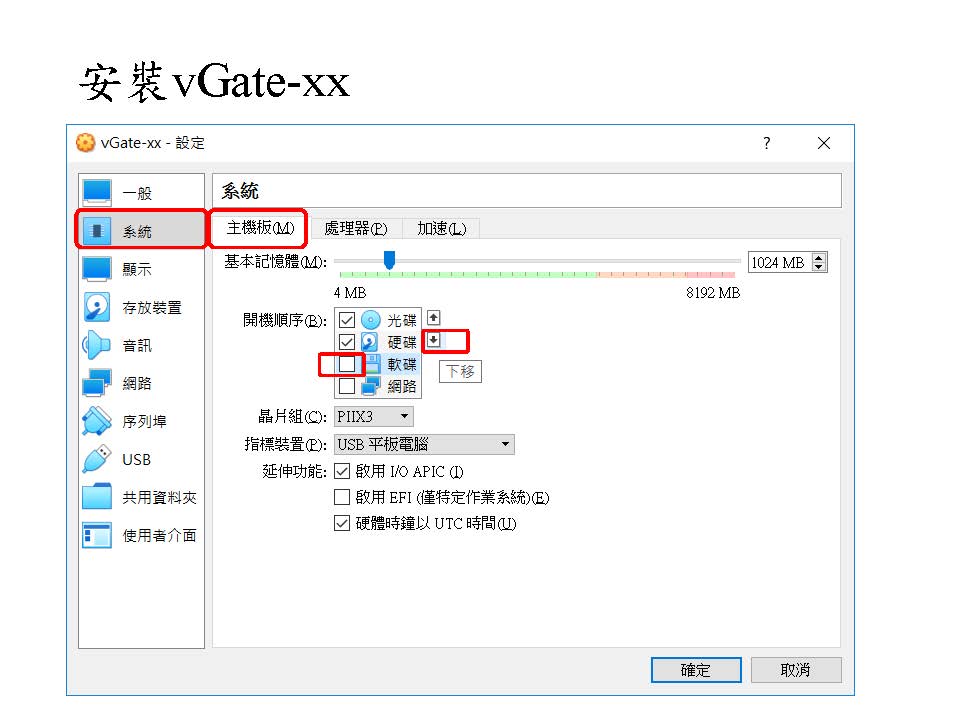 安裝vGate-xx
vGate-xx - 設定
?
一般
系統
顯示
存放裝置
音訊
網路
序列埠
USB
共用資料夾
使用者介面
系統
主機板(M) 處理器(P) 加速(L)
基本記憶體(M): 1024 MB
4 MB 8192 MB
開機順序(B): 光碟
硬碟
軟碟
下移
網路
晶片組(C): PIIX3
指標裝置(P): USB 平板電腦
延伸功能: 啟用 I/O APIC (I)
啟用 EFI (僅特定作業系統)(E)
硬體時鐘以 UTC 時間(U)
確定 取消